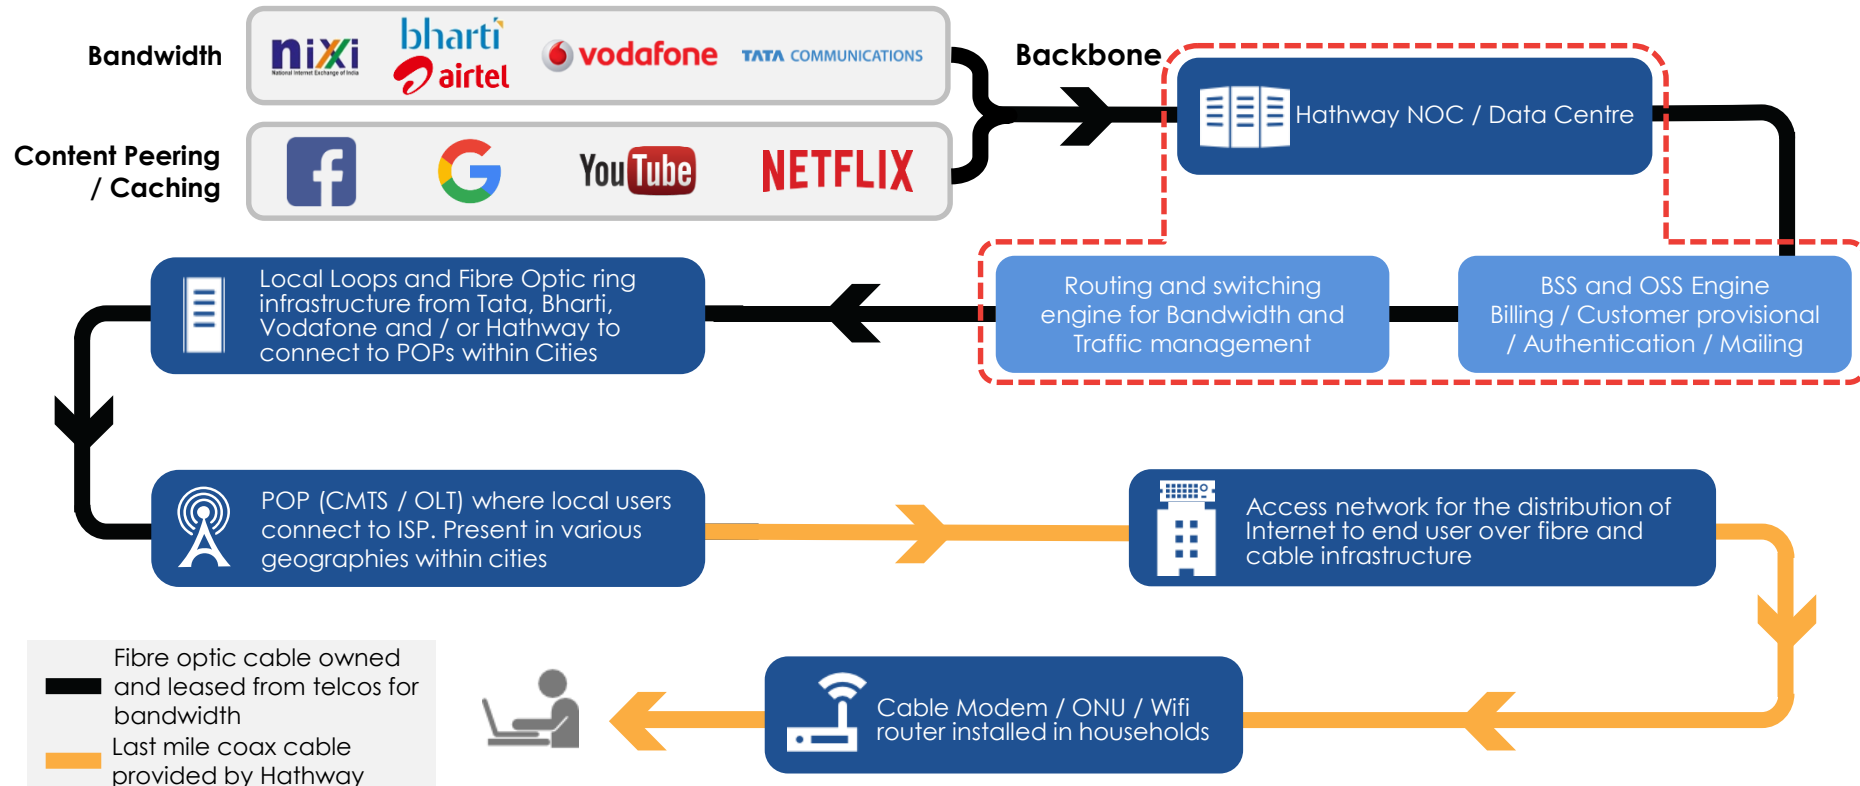 Bandwidth
nixi
National Internet Exchange of India
bharti
airtel
vodafone
TATA COMMUNICATIONS
Backbone
Hathway NOC / Data Centre
Content Peering
/ Caching
f
G
YouTube
NETFLIX
Local Loops and Fibre Optic ring
infrastructure from Tata, Bharti,
Vodafone and / or Hathway to
connect to POPs within Cities
Routing and switching
engine for Bandwidth and
Traffic management
BSS and OSS Engine
Billing / Customer provisional
/ Authentication / Mailing
POP (CMTS / OLT) where local users
connect to ISP. Present in various
geographies within cities
Access network for the distribution of
Internet to end user over fibre and
cable infrastructure
Fibre optic cable owned
and leased from telcos for
bandwidth
Last mile coax cable
provided by Hathway
Cable Modem / ONU / Wifi
router installed in households